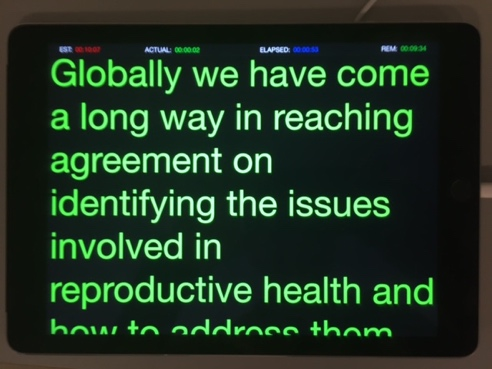 EST: 00:10:07 ACTUAL: 00:00:02 ELAPSED: 00:00:53 REM: 00:09:34
Globally we have come
a long way in reaching
agreement on
identifying the issues
involved in
reproductive health and
how to address them